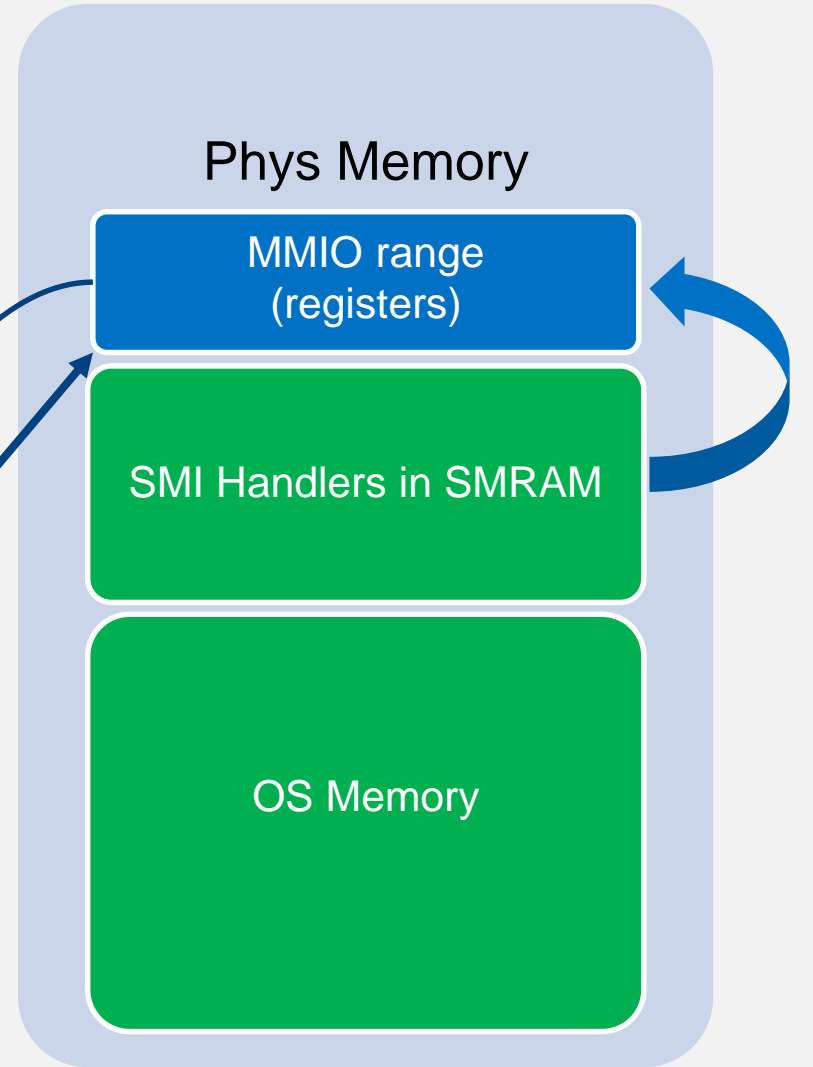 Phys Memory
MMIO range
(registers)
SMI Handlers in SMRAM
OS Memory